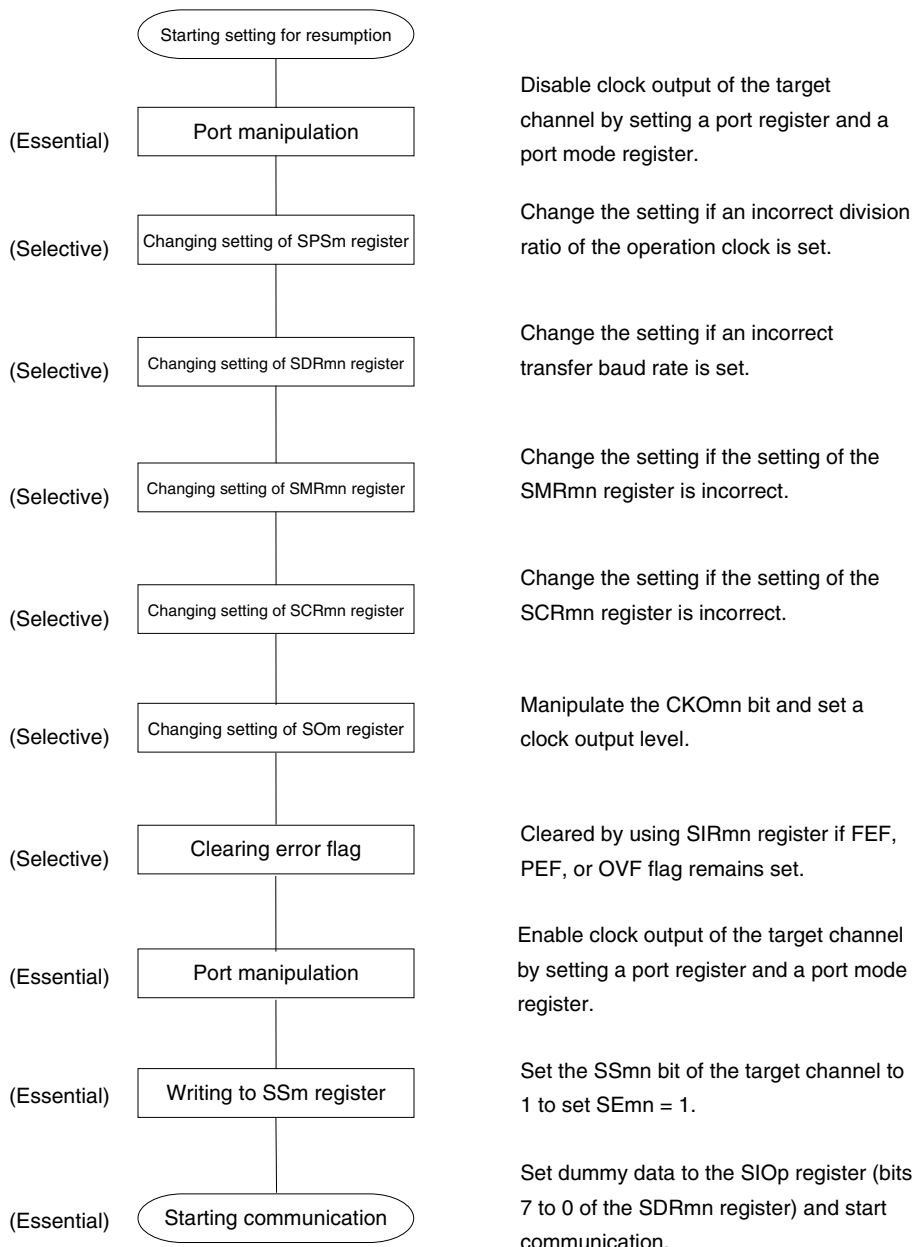 Starting setting for resumption
(Essential)
Port manipulation
Disable clock output of the target
channel by setting a port register and a
port mode register.
(Selective)
Changing setting of SPSm register
Change the setting if an incorrect division
ratio of the operation clock is set.
(Selective)
Changing setting of SDRmn register
Change the setting if an incorrect
transfer baud rate is set.
(Selective)
Changing setting of SMRmn register
Change the setting if the setting of the
SMRmn register is incorrect.
(Selective)
Changing setting of SCRmn register
Change the setting if the setting of the
SCRmn register is incorrect.
(Selective)
Changing setting of SOm register
Manipulate the CKOmn bit and set a
clock output level.
(Selective)
Clearing error flag
Cleared by using SIRmn register if FEF,
PEF, or OVF flag remains set.
(Essential)
Port manipulation
Enable clock output of the target channel
by setting a port register and a port mode
register.
(Essential)
Writing to SSm register
Set the SSmn bit of the target channel to
1 to set SEmn = 1.
(Essential)
Starting communication
Set dummy data to the SIOp register (bits
7 to 0 of the SDRmn register) and start
communication.